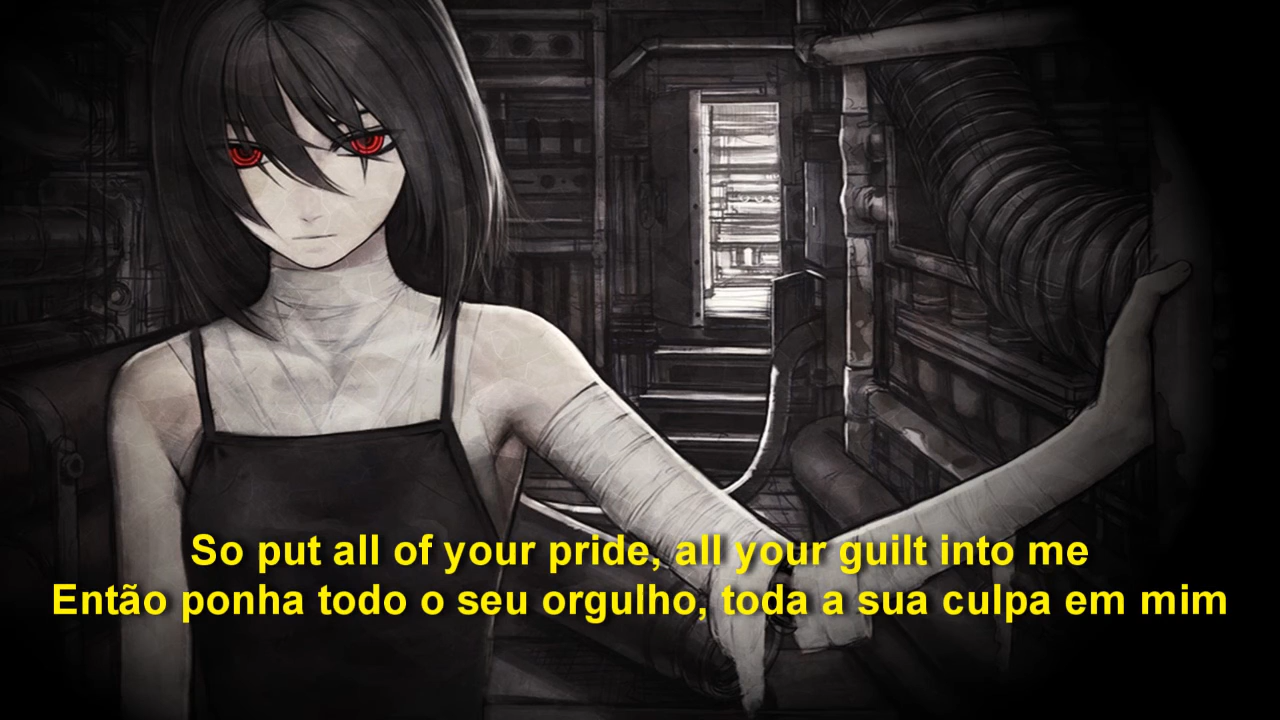 So put all of your pride, all your guilt into me
Então ponha todo o seu orgulho, toda a sua culpa em mim